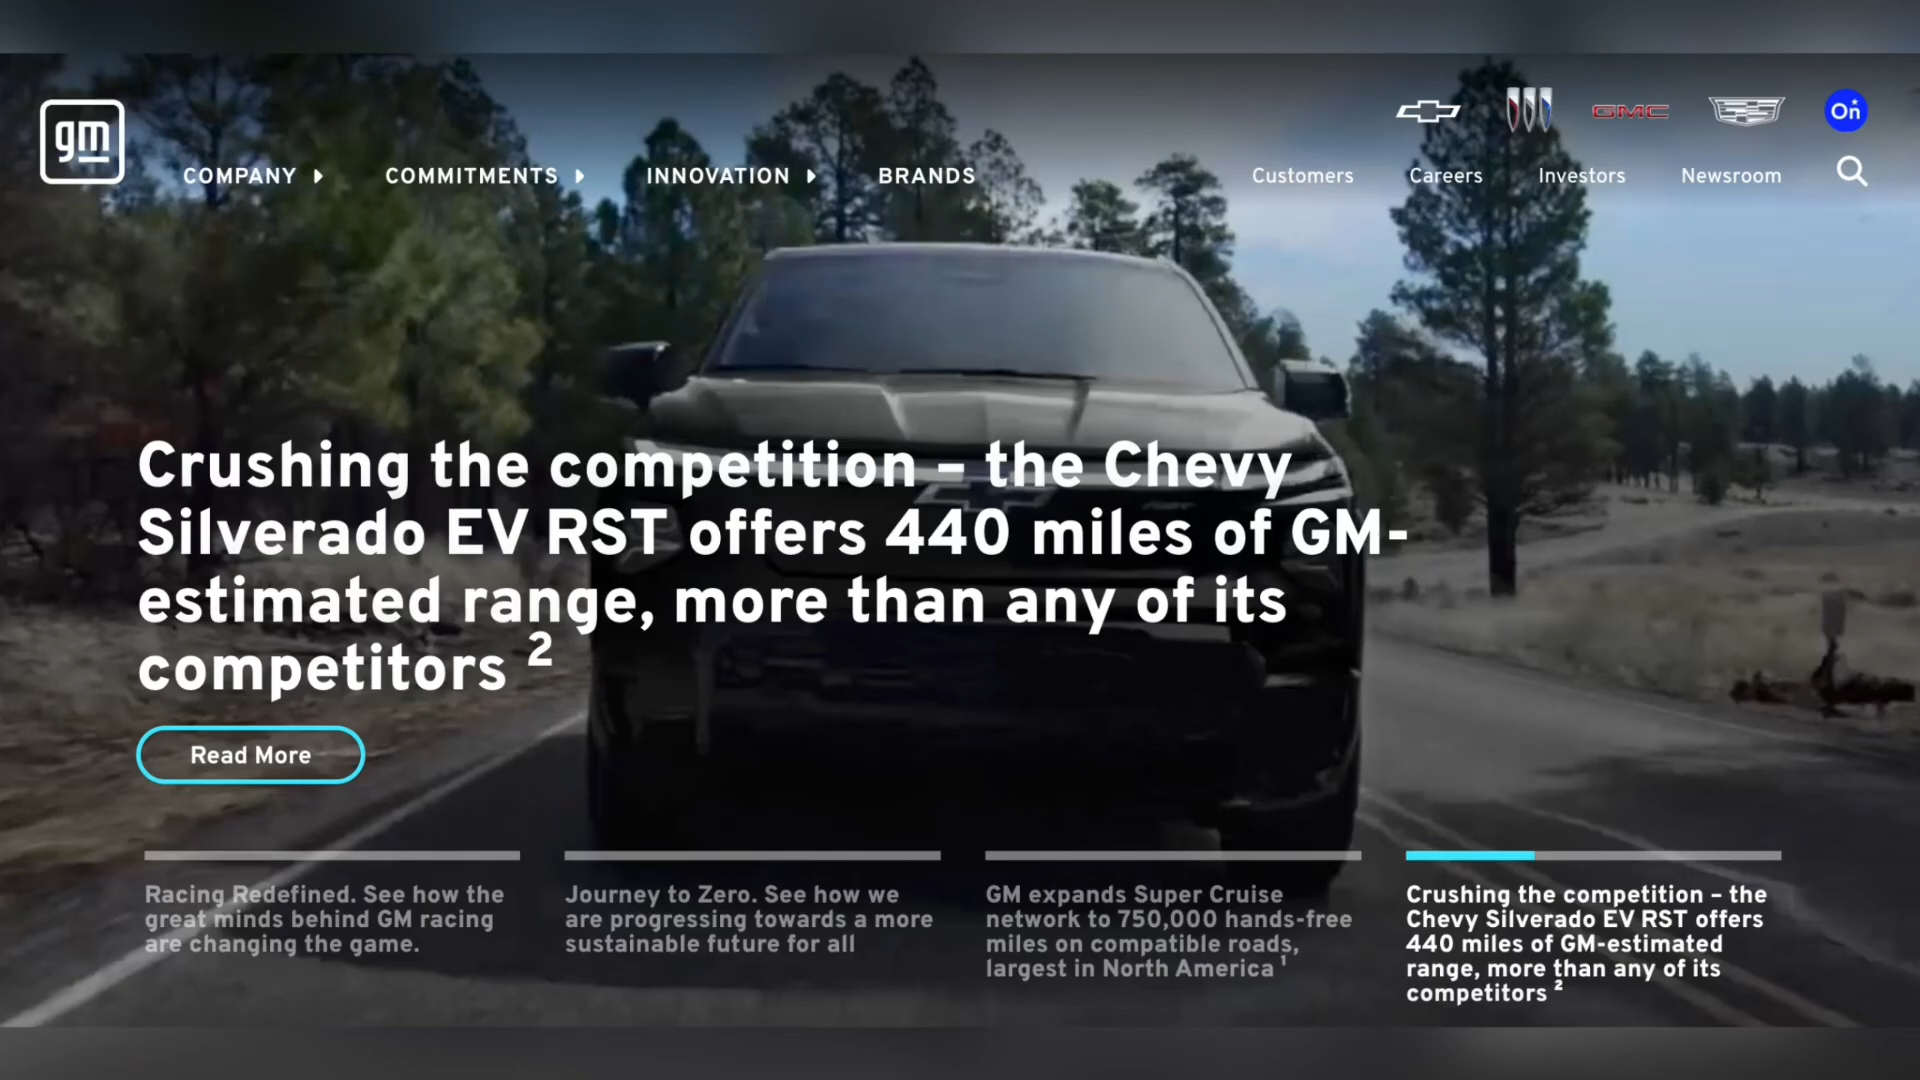 gm
GMC
On
COMPANY
COMMITMENTS
INNOVATION
BRANDS
Customers
Careers
Investors
Newsroom
Crushing the competition – the Chevy
Silverado EV RST offers 440 miles of GM-
estimated range, more than any of its
competitors ²
Read More
Racing Redefined. See how the
great minds behind GM racing
are changing the game.
Journey to Zero. See how we
are progressing towards a more
sustainable future for all
GM expands Super Cruise
network to 750,000 hands-free
miles on compatible roads,
largest in North America ¹
Crushing the competition – the
Chevy Silverado EV RST offers
440 miles of GM-estimated
range, more than any of its
competitors ²